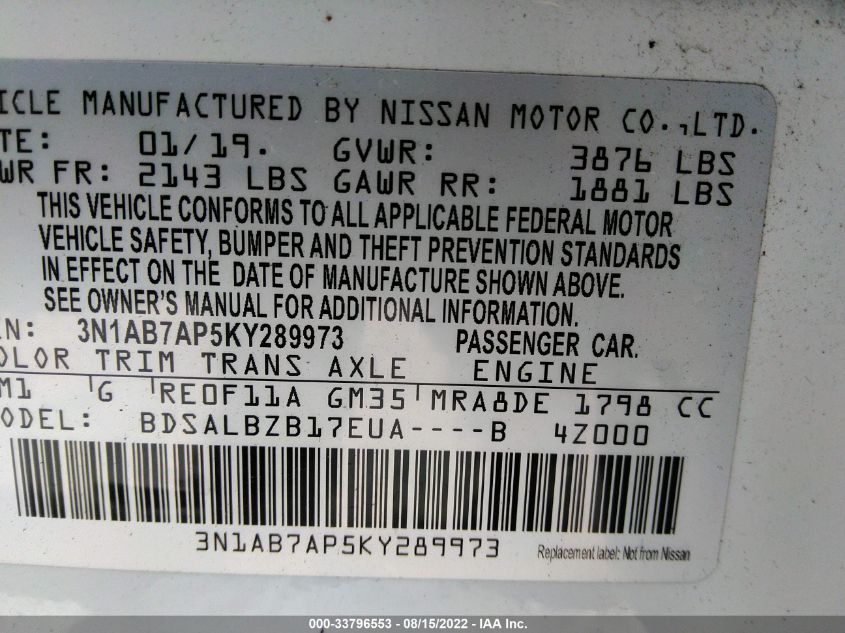 ICLE MANUFACTURED BY NISSAN MOTOR CO.,LTD.
TE: 01/19. GVWR: 3876 LBS
WR FR: 2143 LBS GAWR RR: 1881 LBS
THIS VEHICLE CONFORMS TO ALL APPLICABLE FEDERAL MOTOR
VEHICLE SAFETY, BUMPER AND THEFT PREVENTION STANDARDS
IN EFFECT ON THE DATE OF MANUFACTURE SHOWN ABOVE.
SEE OWNER'S MANUAL FOR ADDITIONAL INFORMATION.
IN: 3N1AB7AP5KY289973 PASSENGER CAR.
OLOR TRIM TRANS AXLE ENGINE
M1 G RE0F11A GM35 MRA8DE 1798 CC
ODEL: BDSALBZB17EUA----B 4Z000
3N1AB7AP5KY289973
Replacement label: Not from Nissan
000-33796553 - 08/15/2022 - IAA Inc.